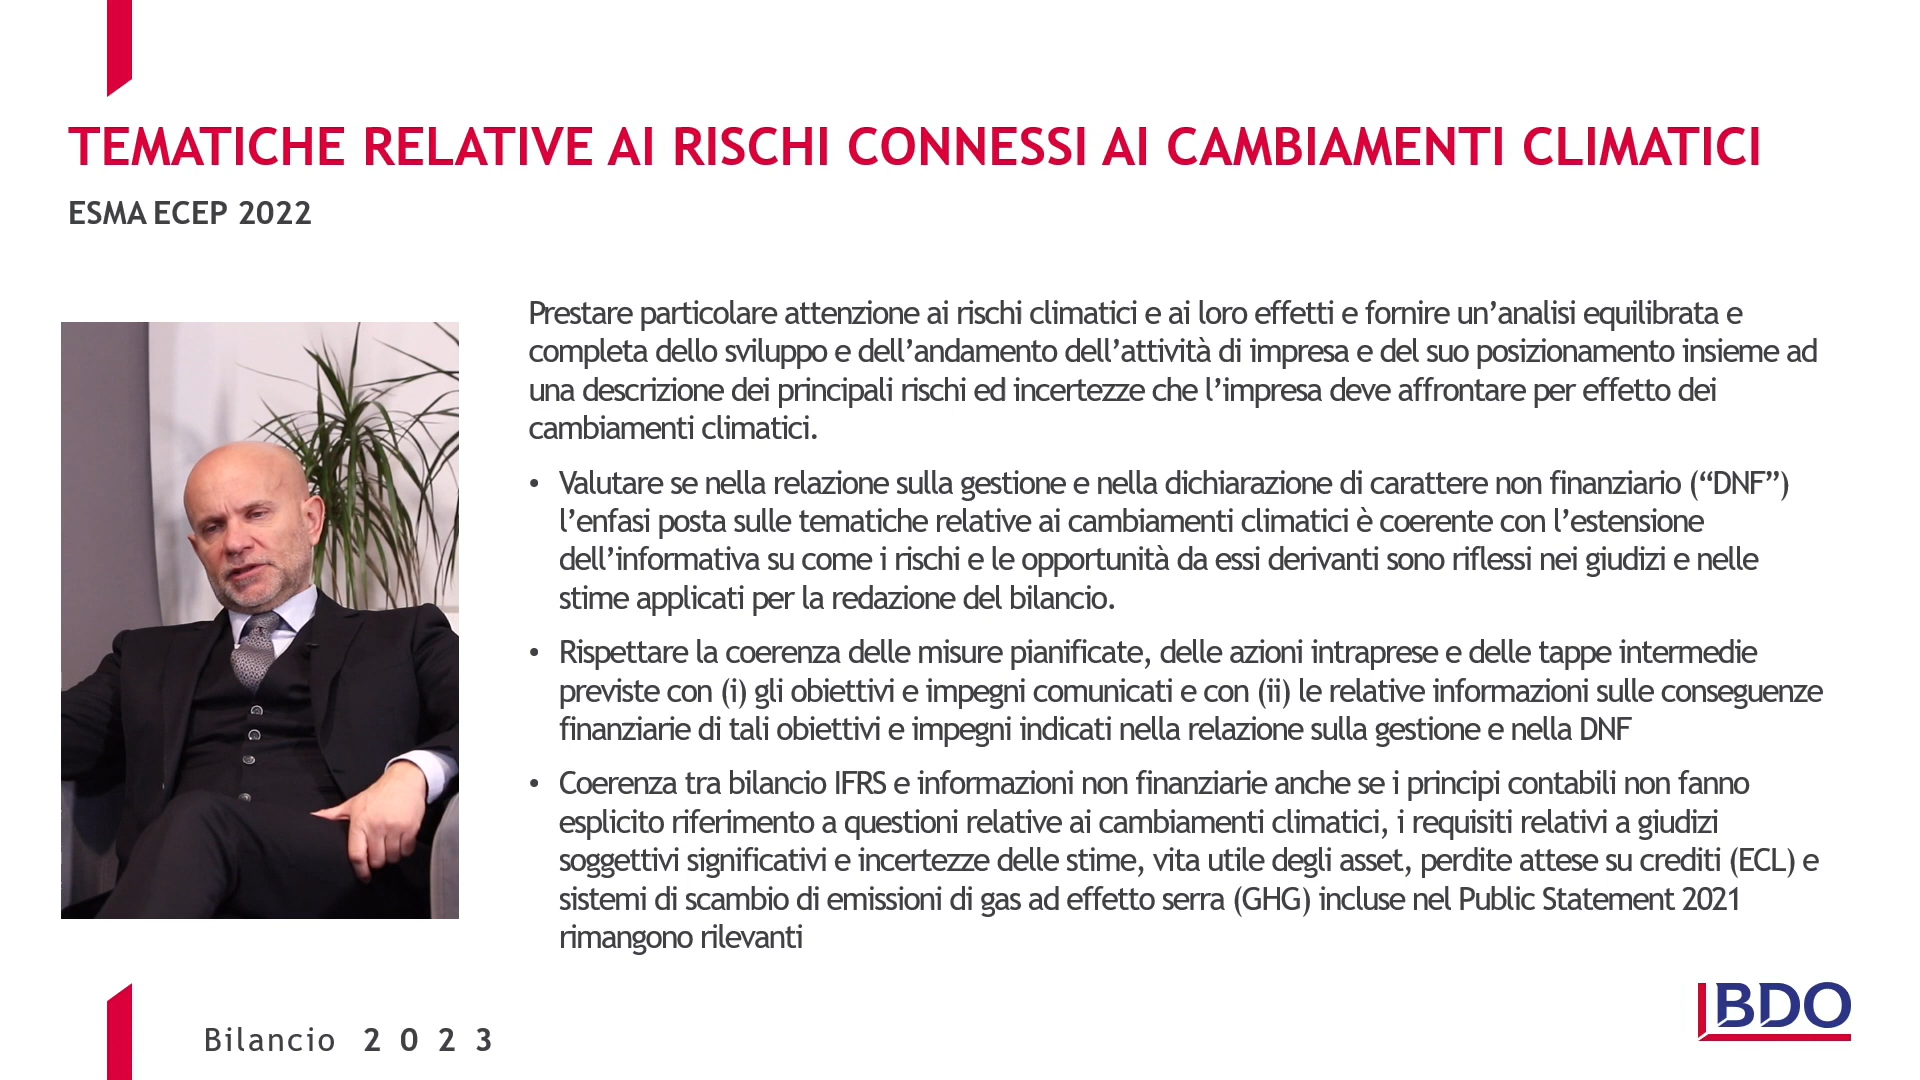 TEMATICHE RELATIVE AI RISCHI CONNESSI AI CAMBIAMENTI CLIMATICI
ESMA ECEP 2022
Prestare particolare attenzione ai rischi climatici e ai loro effetti e fornire un’analisi equilibrata e
completa dello sviluppo e dell’andamento dell’attività di impresa e del suo posizionamento insieme ad
una descrizione dei principali rischi ed incertezze che l’impresa deve affrontare per effetto dei
cambiamenti climatici.
• Valutare se nella relazione sulla gestione e nella dichiarazione di carattere non finanziario (“DNF”)
l’enfasi posta sulle tematiche relative ai cambiamenti climatici è coerente con l’estensione
dell’informativa su come i rischi e le opportunità da essi derivanti sono riflessi nei giudizi e nelle
stime applicati per la redazione del bilancio.
• Rispettare la coerenza delle misure pianificate, delle azioni intraprese e delle tappe intermedie
previste con (i) gli obiettivi e impegni comunicati e con (ii) le relative informazioni sulle conseguenze
finanziarie di tali obiettivi e impegni indicati nella relazione sulla gestione e nella DNF
• Coerenza tra bilancio IFRS e informazioni non finanziarie anche se i principi contabili non fanno
esplicito riferimento a questioni relative ai cambiamenti climatici, i requisiti relativi a giudizi
soggettivi significativi e incertezze delle stime, vita utile degli asset, perdite attese su crediti (ECL) e
sistemi di scambio di emissioni di gas ad effetto serra (GHG) incluse nel Public Statement 2021
rimangono rilevanti
Bilancio 2023
BDO